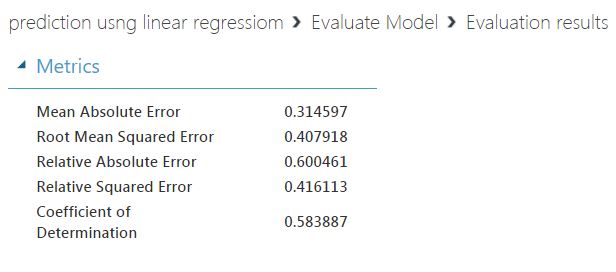 prediction usng linear regressiom > Evaluate Model > Evaluation results
Metrics
Mean Absolute Error 0.314597
Root Mean Squared Error 0.407918
Relative Absolute Error 0.600461
Relative Squared Error 0.416113
Coefficient of
Determination 0.583887